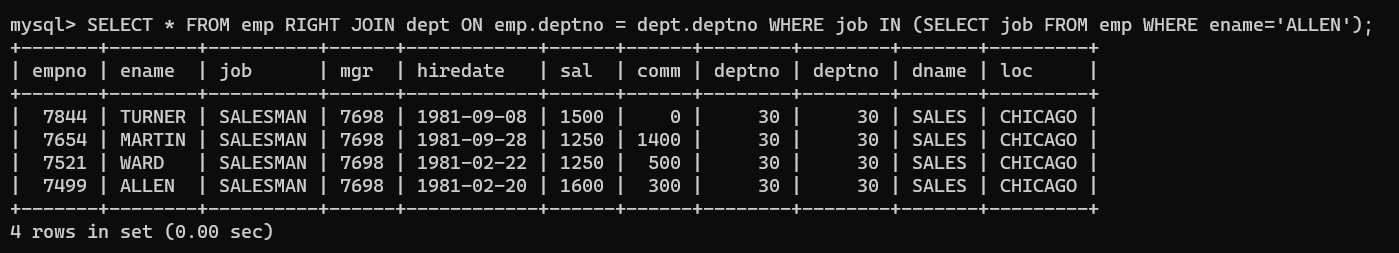 mysql> SELECT * FROM emp RIGHT JOIN dept ON emp.deptno = dept.deptno WHERE job IN (SELECT job FROM emp WHERE ename='ALLEN');
+-------+--------+----------+------+------------+------+------+--------+--------+-------+---------+
| empno | ename  | job      | mgr  | hiredate   | sal  | comm | deptno | deptno | dname | loc     |
+-------+--------+----------+------+------------+------+------+--------+--------+-------+---------+
|  7844 | TURNER | SALESMAN | 7698 | 1981-09-08 | 1500 |    0 |     30 |     30 | SALES | CHICAGO |
|  7654 | MARTIN | SALESMAN | 7698 | 1981-09-28 | 1250 | 1400 |     30 |     30 | SALES | CHICAGO |
|  7521 | WARD   | SALESMAN | 7698 | 1981-02-22 | 1250 |  500 |     30 |     30 | SALES | CHICAGO |
|  7499 | ALLEN  | SALESMAN | 7698 | 1981-02-20 | 1600 |  300 |     30 |     30 | SALES | CHICAGO |
+-------+--------+----------+------+------------+------+------+--------+--------+-------+---------+
4 rows in set (0.00 sec)